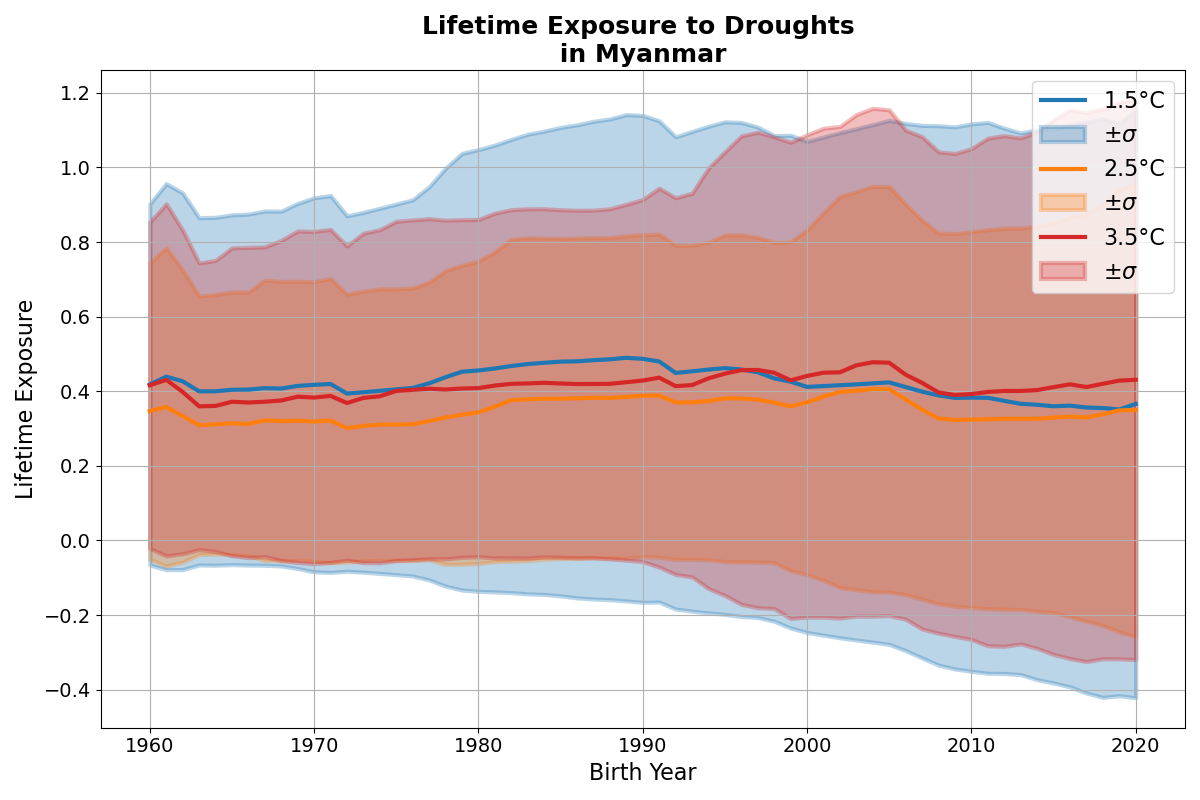 Lifetime Exposure to Droughts
in Myanmar
Lifetime Exposure
1.2
1.0
0.8
0.6
0.4
0.2
0.0
−0.2
−0.4
1960
1970
1980
1990
2000
2010
2020
Birth Year
1.5°C
±σ
2.5°C
±σ
3.5°C
±σ